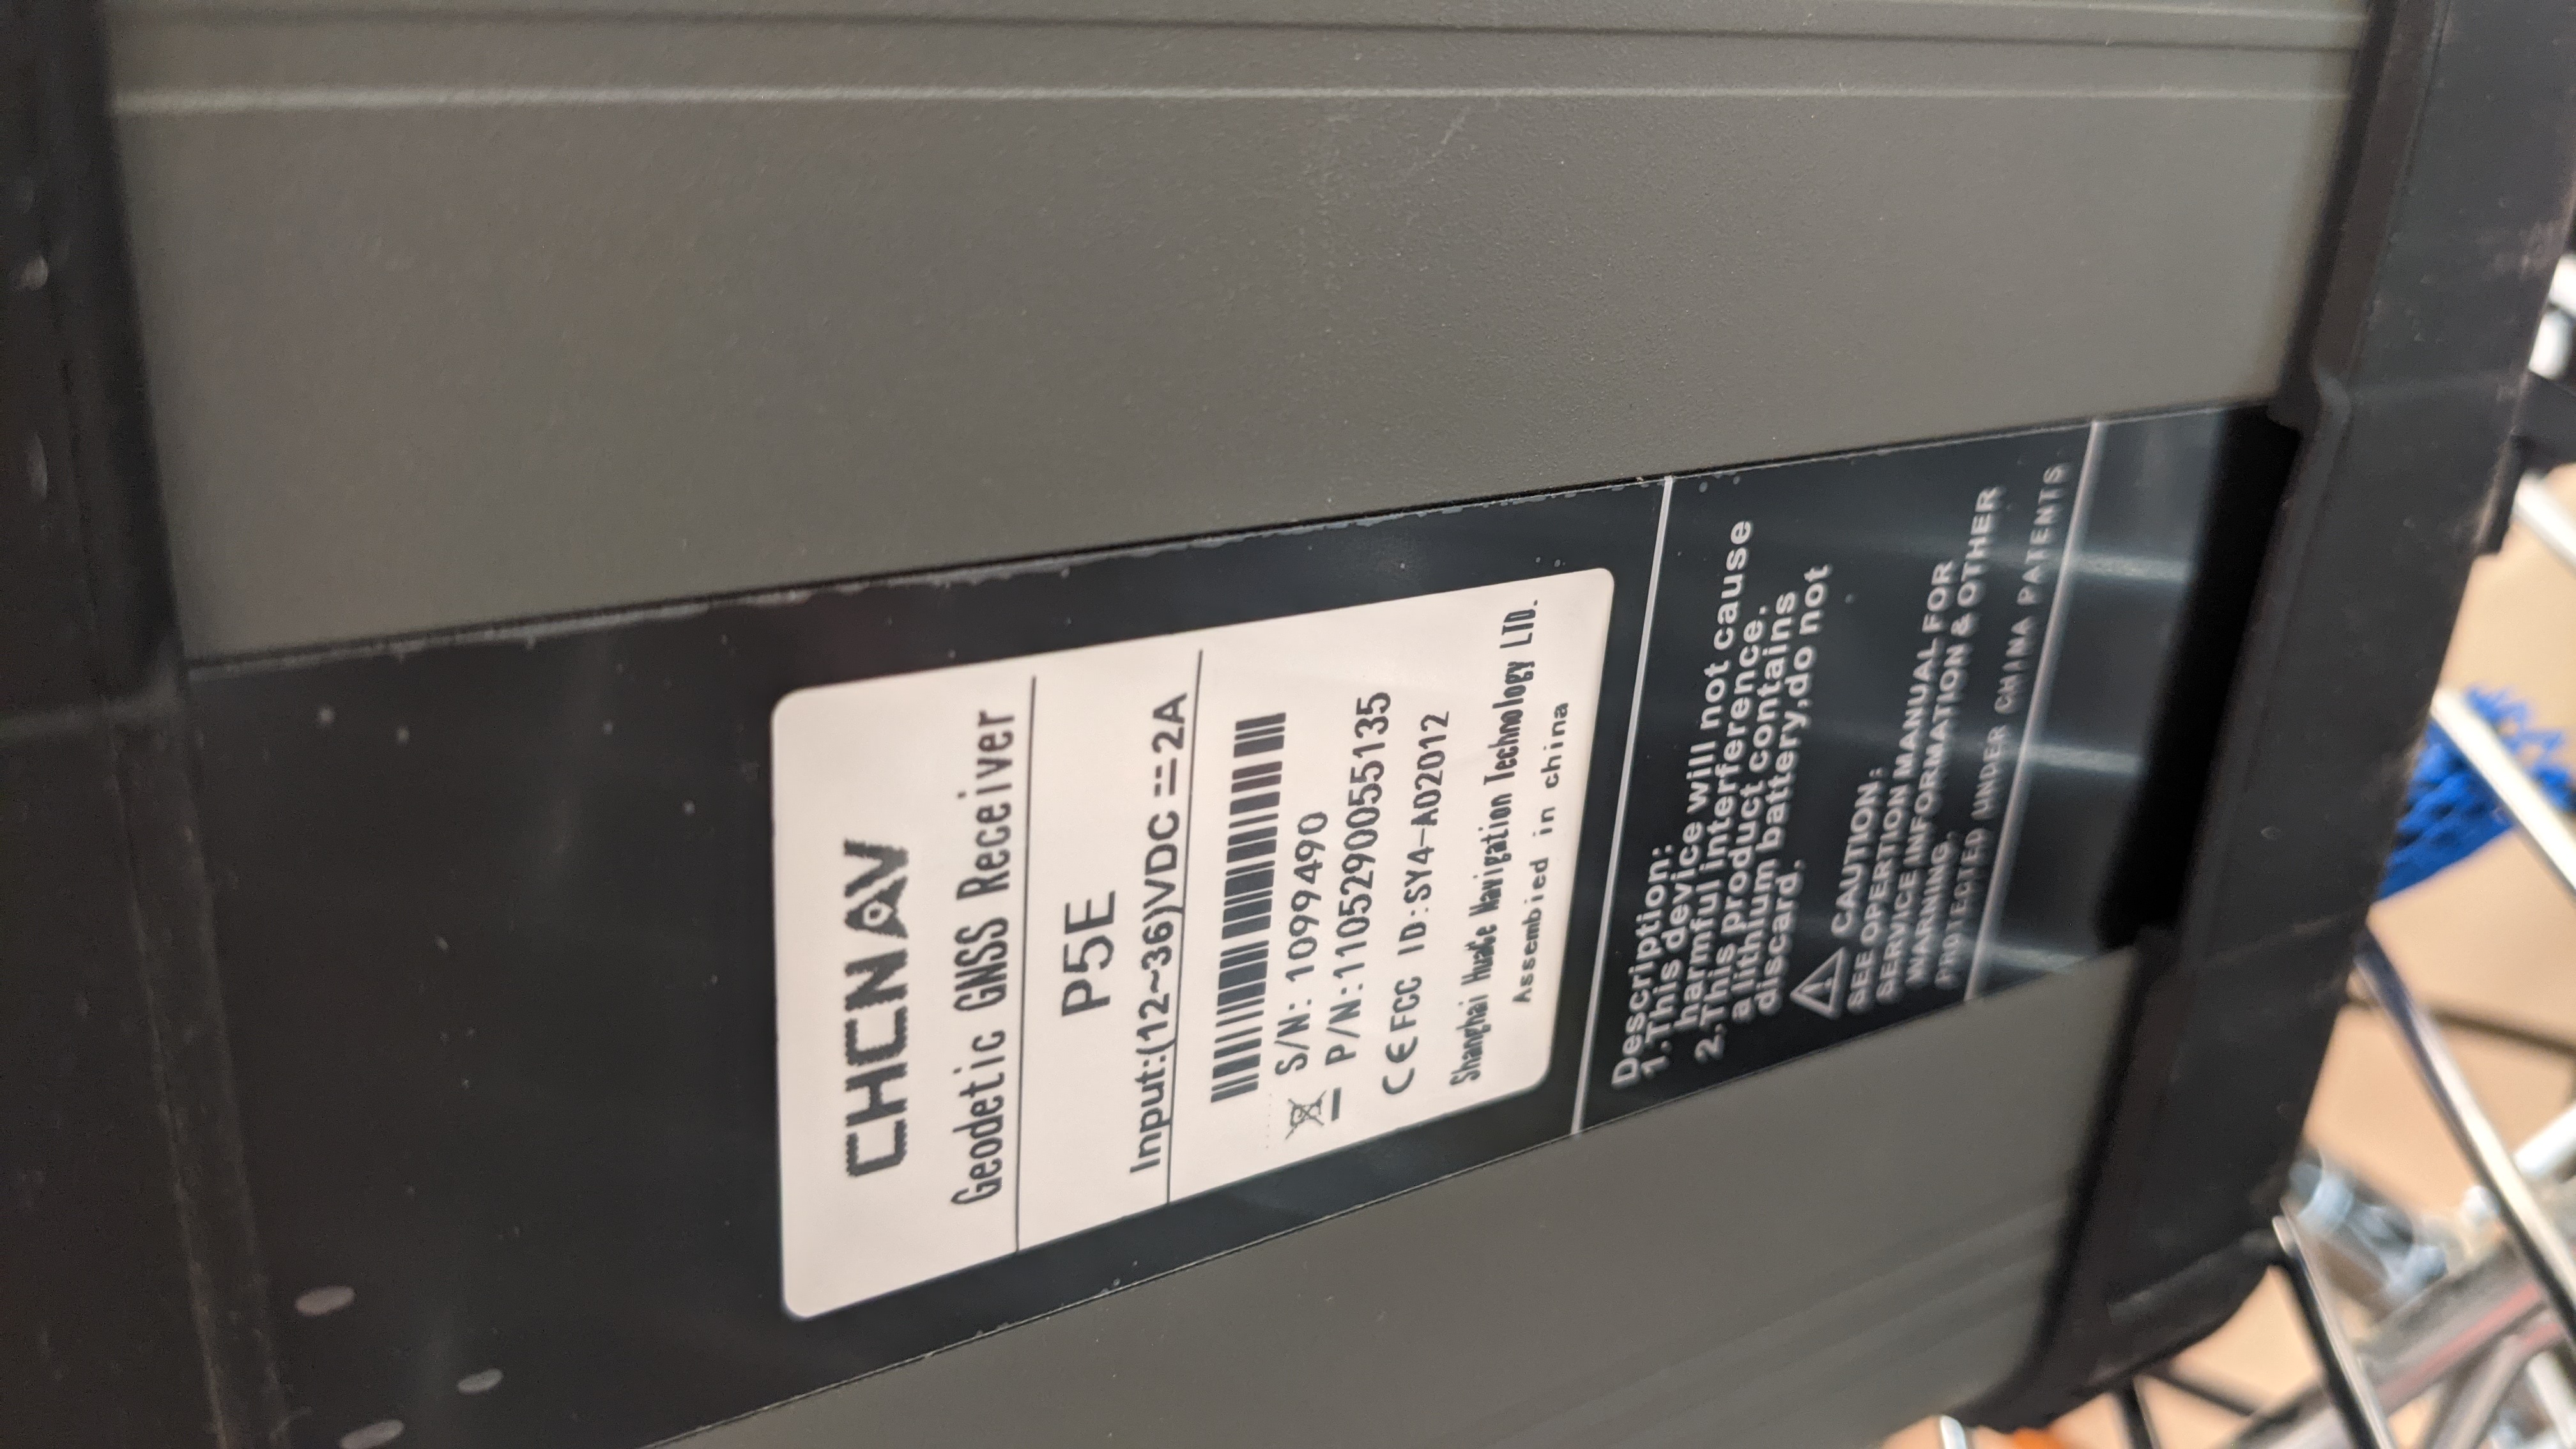 CHCNAV
Geodetic GNSS Receiver
P5E
Input:(12~36)VDC⎓2A
S/N: 1099490
P/N:1105290055135
CE FCC ID:SY4-A02012
Shanghai HuaCe Navigation Technology LTD.
Assembied in china
Description:
1.This device will not cause
harmful interference.
2.This product contains
a lithium battery,do not
discard.
CAUTION:
SEE OPERTION MANUAL FOR
SERVICE INFORMATION & OTHER
WARNING.
PROTECTED UNDER CHINA PATENTS